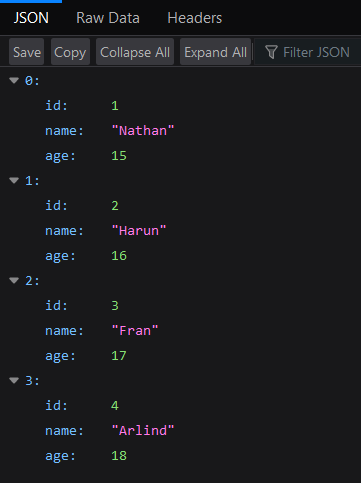 JSON Raw Data Headers
Save Copy Collapse All Expand All Filter JSON
0:
id: 1
name: "Nathan"
age: 15
1:
id: 2
name: "Harun"
age: 16
2:
id: 3
name: "Fran"
age: 17
3:
id: 4
name: "Arlind"
age: 18